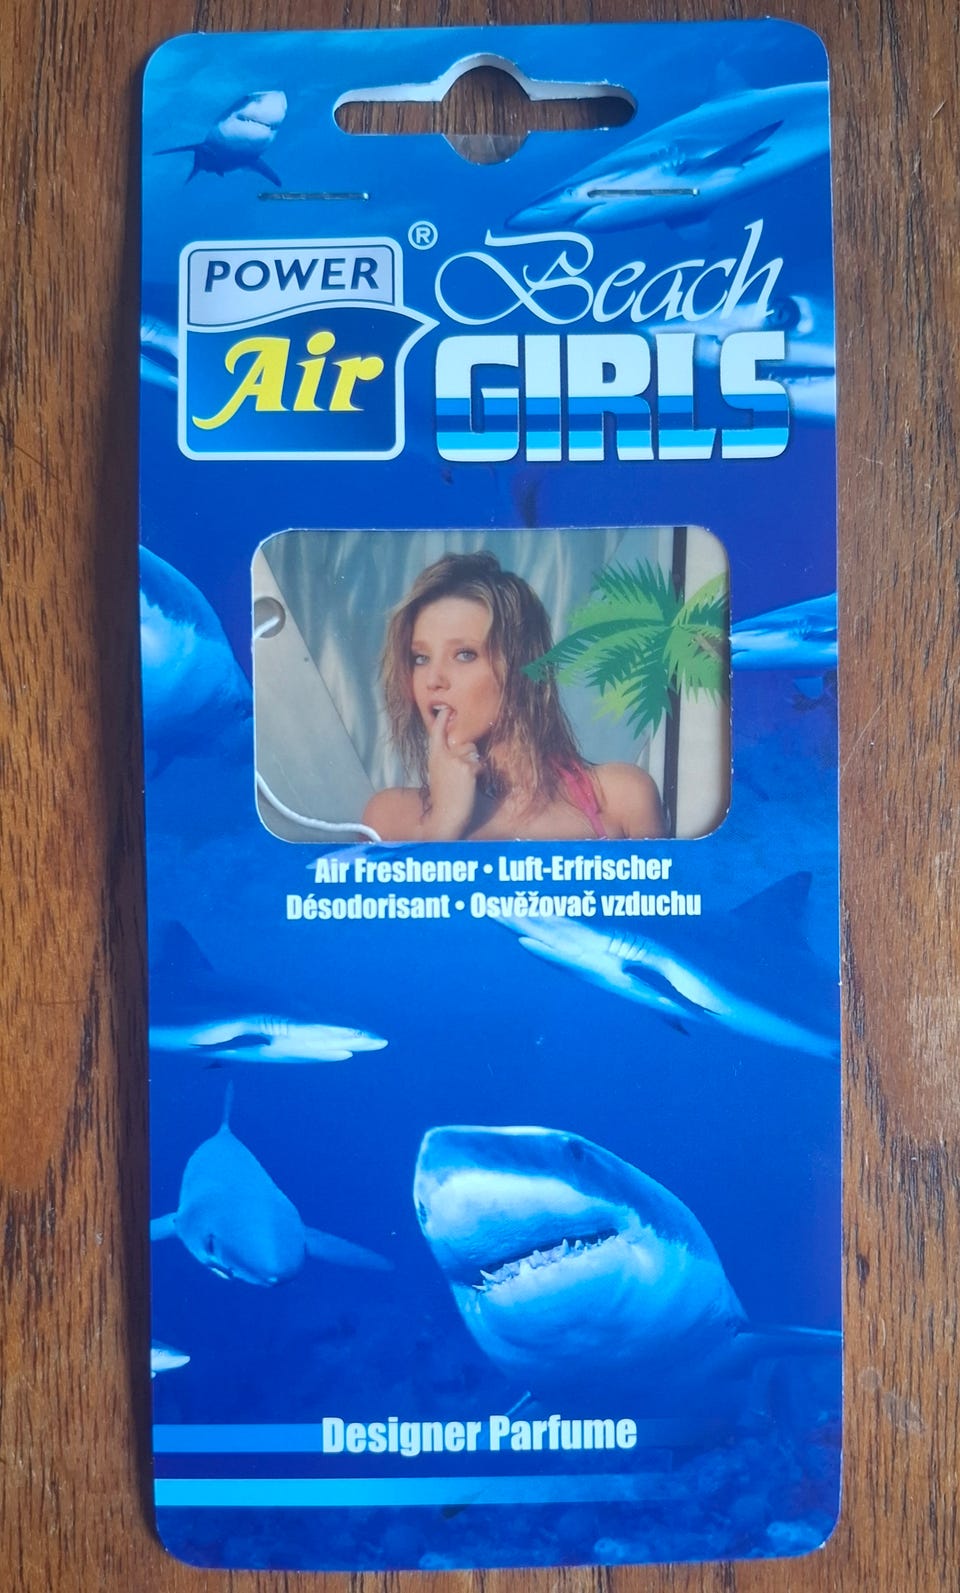 POWER
Air
®
Beach
GIRLS
Air Freshener • Luft-Erfrischer
Désodorisant • Osvěžovač vzduchu
Designer Parfume